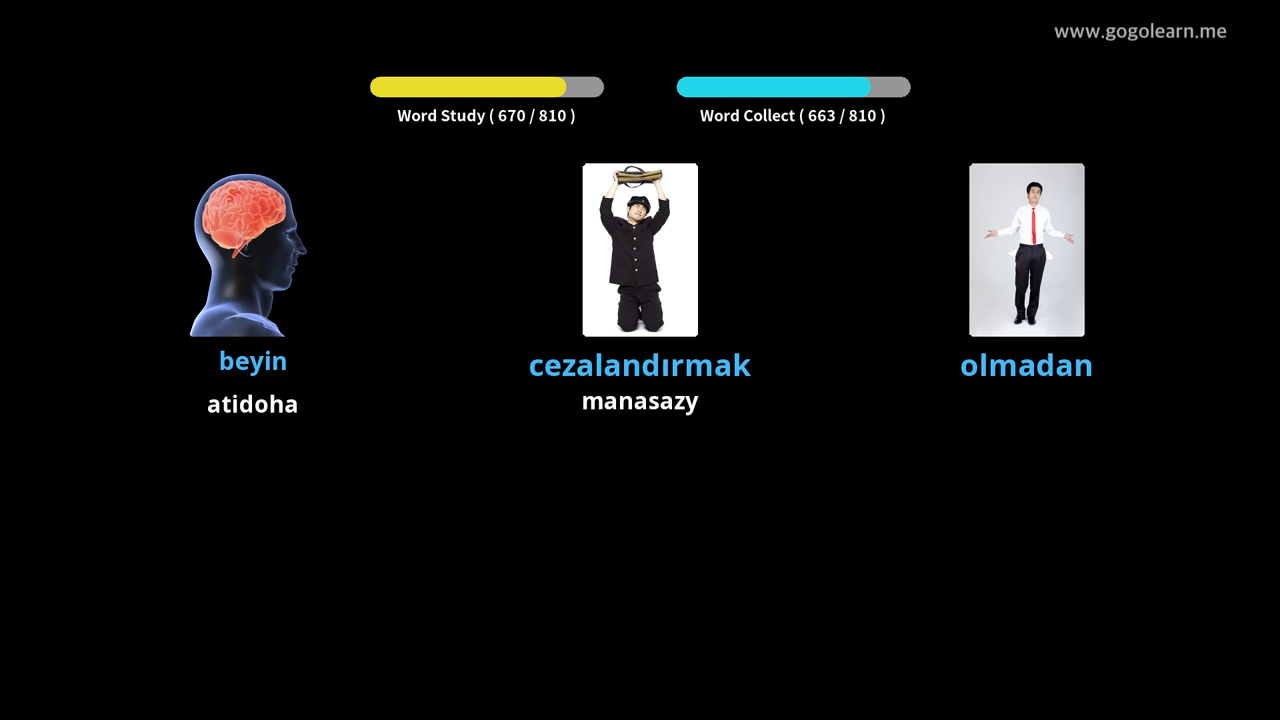 www.gogolearn.me
Word Study ( 670 / 810 )
Word Collect ( 663 / 810 )
beyin
atidoha
cezalandırmak
manasazy
olmadan